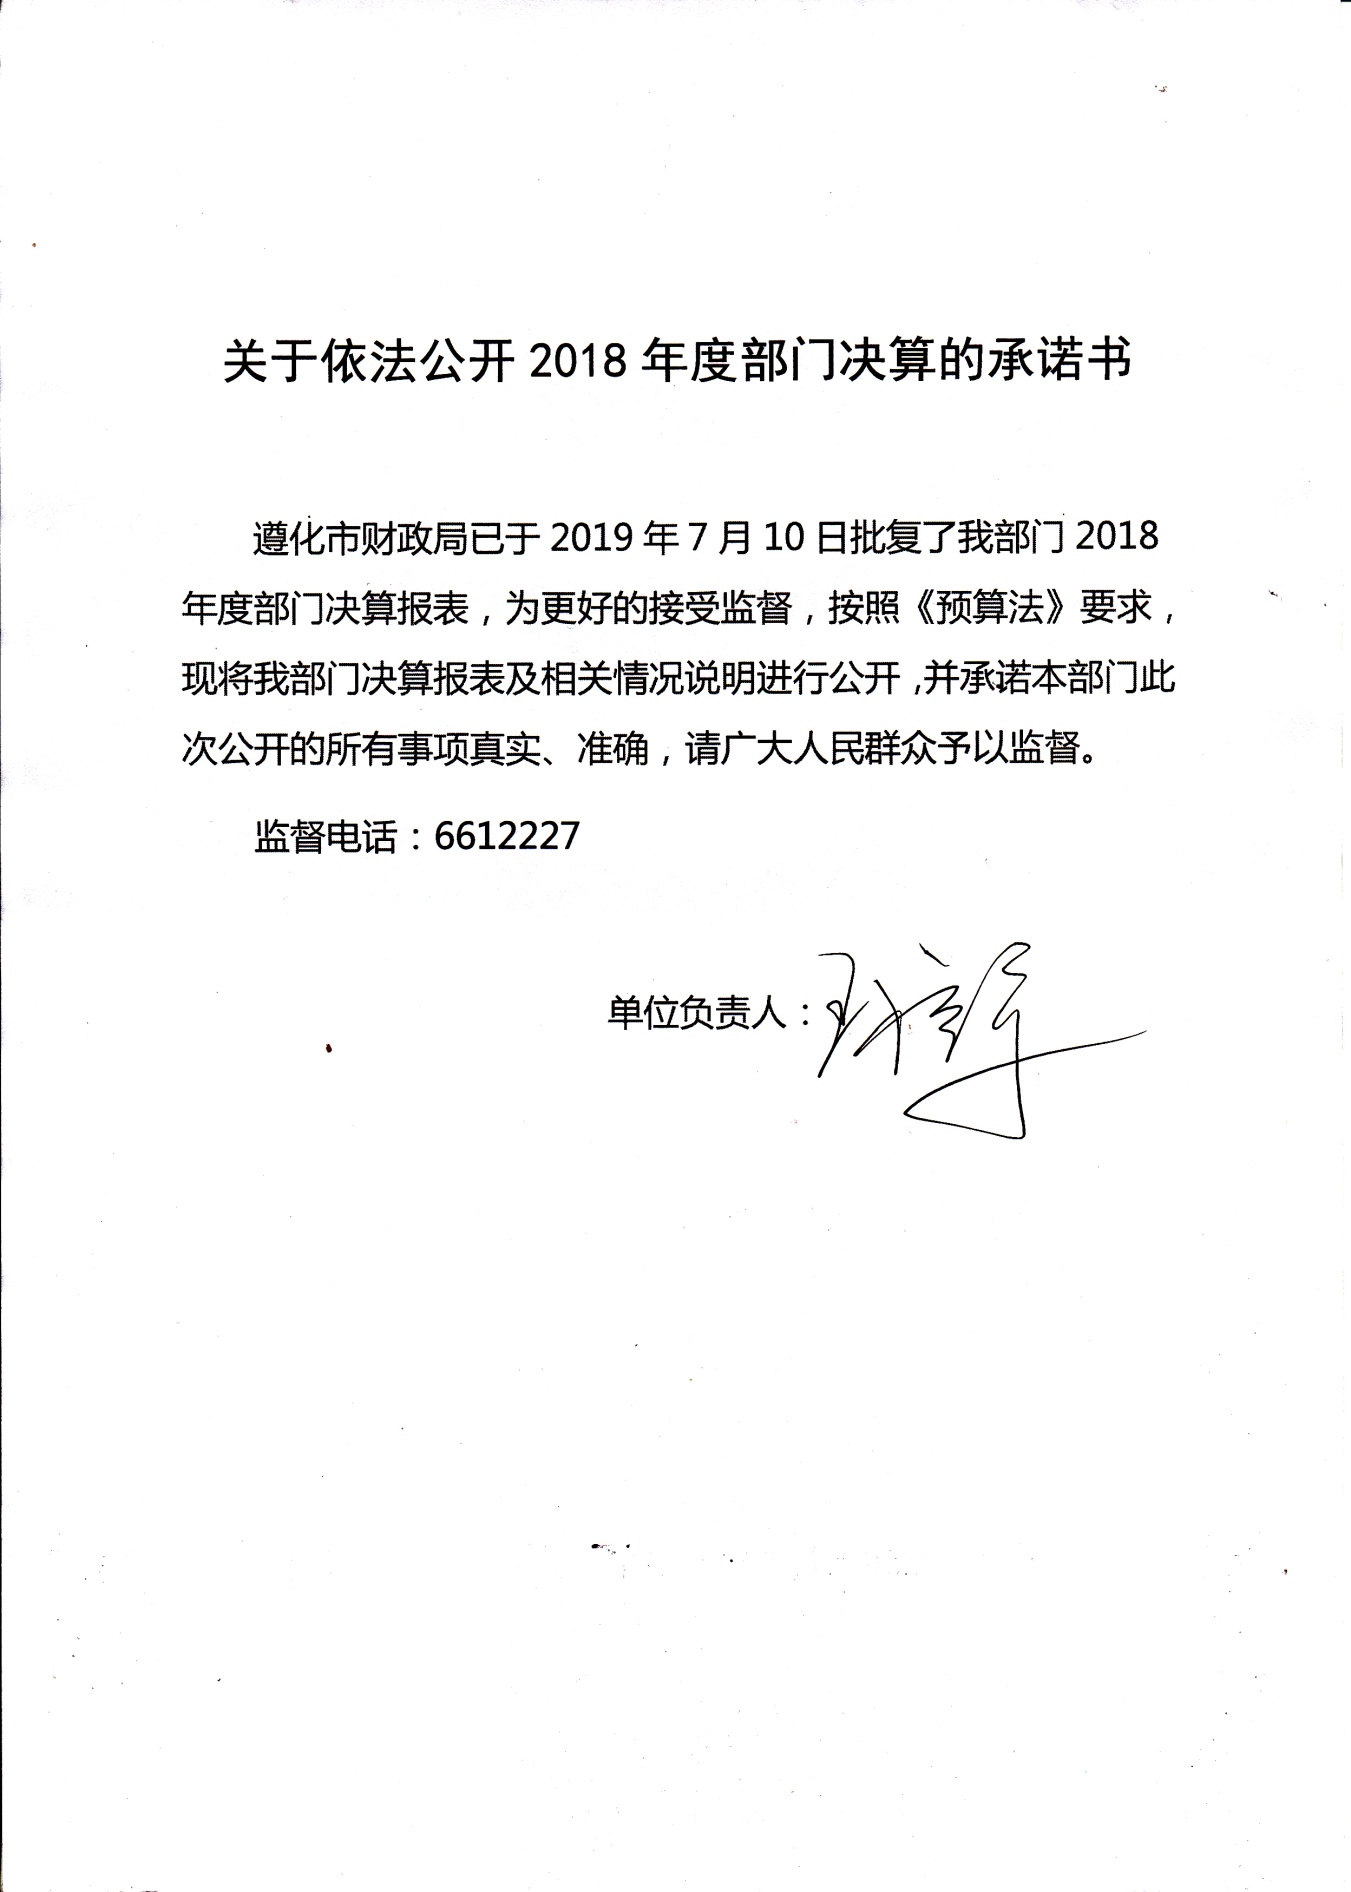 关于依法公开 2018 年度部门决算的承诺书
遵化市财政局已于 2019 年 7 月 10 日批复了我部门 2018
年度部门决算报表，为更好的接受监督，按照《预算法》要求，
现将我部门决算报表及相关情况说明进行公开，并承诺本部门此
次公开的所有事项真实、准确，请广大人民群众予以监督。
监督电话：6612227
单位负责人：